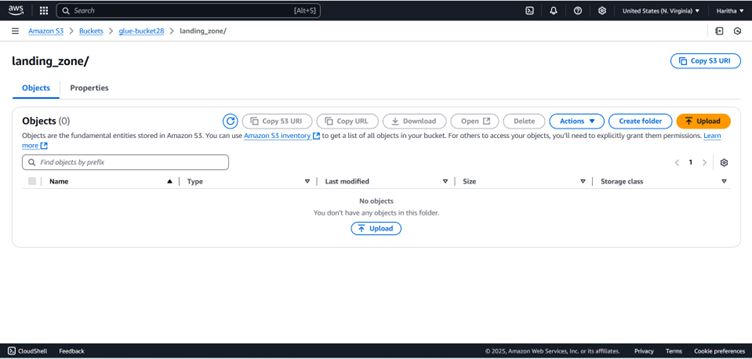 aws
Search [Alt+S] United States (N. Virginia) Haritha
Amazon S3 > Buckets > glue-bucket28 > landing_zone/
landing_zone/ Copy S3 URI
Objects Properties
Objects (0) Copy S3 URI Copy URL Download Open Delete Actions Create folder Upload
Objects are the fundamental entities stored in Amazon S3. You can use Amazon S3 inventory to get a list of all objects in your bucket. For others to access your objects, you'll need to explicitly grant them permissions. Learn
more
Find objects by prefix 1
Name Type Last modified Size Storage class
No objects
You don't have any objects in this folder.
Upload
CloudShell Feedback © 2025, Amazon Web Services, Inc. or its affiliates. Privacy Terms Cookie preferences